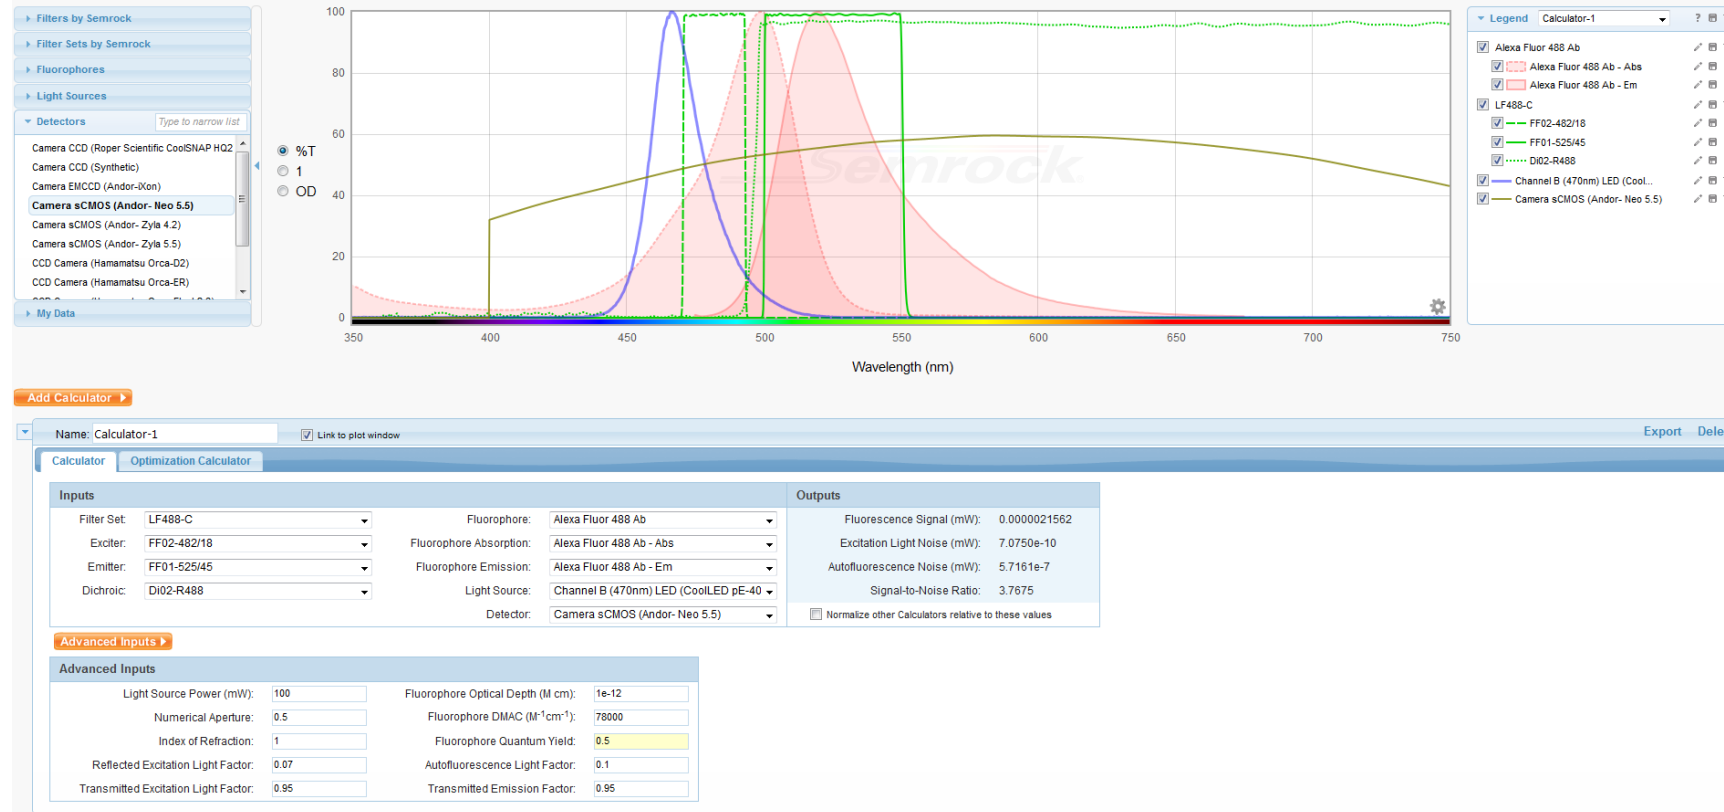 Filters by Semrock
Filter Sets by Semrock
Fluorophores
Light Sources
Detectors Type to narrow list
Camera CCD (Roper Scientific CoolSNAP HQ2
Camera CCD (Synthetic)
Camera EMCCD (Andor-iXon)
Camera sCMOS (Andor- Neo 5.5)
Camera sCMOS (Andor- Zyla 4.2)
Camera sCMOS (Andor- Zyla 5.5)
CCD Camera (Hamamatsu Orca-D2)
CCD Camera (Hamamatsu Orca-ER)
My Data
%T
1
OD
100
80
60
40
20
0
Semrock
350 400 450 500 550 600 650 700 750
Wavelength (nm)
Legend Calculator-1 ?
Alexa Fluor 488 Ab
Alexa Fluor 488 Ab - Abs
Alexa Fluor 488 Ab - Em
LF488-C
FF02-482/18
FF01-525/45
Di02-R488
Channel B (470nm) LED (Cool...
Camera sCMOS (Andor- Neo 5.5)
Add Calculator
Name: Calculator-1 Link to plot window Export Dele
Calculator Optimization Calculator
Inputs
Filter Set: LF488-C Fluorophore: Alexa Fluor 488 Ab
Exciter: FF02-482/18 Fluorophore Absorption: Alexa Fluor 488 Ab - Abs
Emitter: FF01-525/45 Fluorophore Emission: Alexa Fluor 488 Ab - Em
Dichroic: Di02-R488 Light Source: Channel B (470nm) LED (CoolLED pE-40
Detector: Camera sCMOS (Andor- Neo 5.5)
Outputs
Fluorescence Signal (mW): 0.0000021562
Excitation Light Noise (mW): 7.0750e-10
Autofluorescence Noise (mW): 5.7161e-7
Signal-to-Noise Ratio: 3.7675
Normalize other Calculators relative to these values
Advanced Inputs
Advanced Inputs
Light Source Power (mW): 100 Fluorophore Optical Depth (M cm): 1e-12
Numerical Aperture: 0.5 Fluorophore DMAC (M⁻¹cm⁻¹): 78000
Index of Refraction: 1 Fluorophore Quantum Yield: 0.5
Reflected Excitation Light Factor: 0.07 Autofluorescence Light Factor: 0.1
Transmitted Excitation Light Factor: 0.95 Transmitted Emission Factor: 0.95